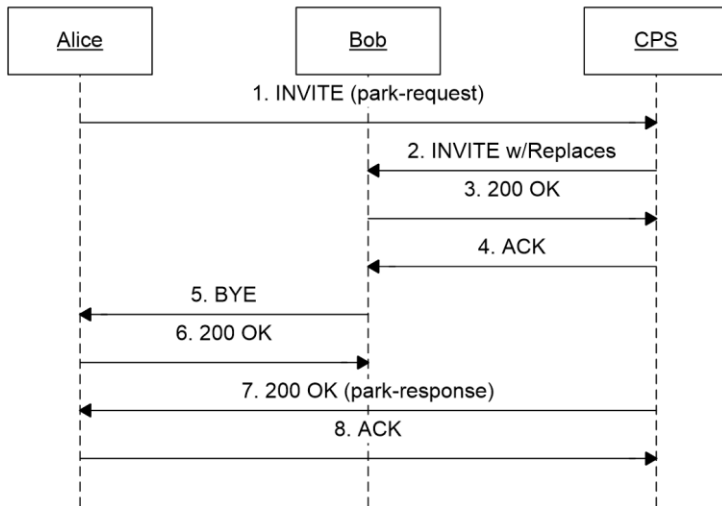 Alice
Bob
CPS
1. INVITE (park-request)
2. INVITE w/Replaces
3. 200 OK
4. ACK
5. BYE
6. 200 OK
7. 200 OK (park-response)
8. ACK